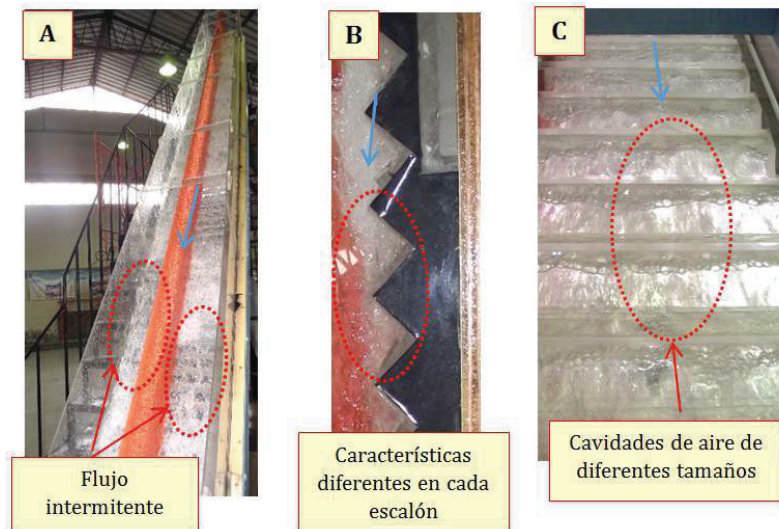 A
B
C
Flujo
intermitente
Características
diferentes en cada
escalón
Cavidades de aire de
diferentes tamaños